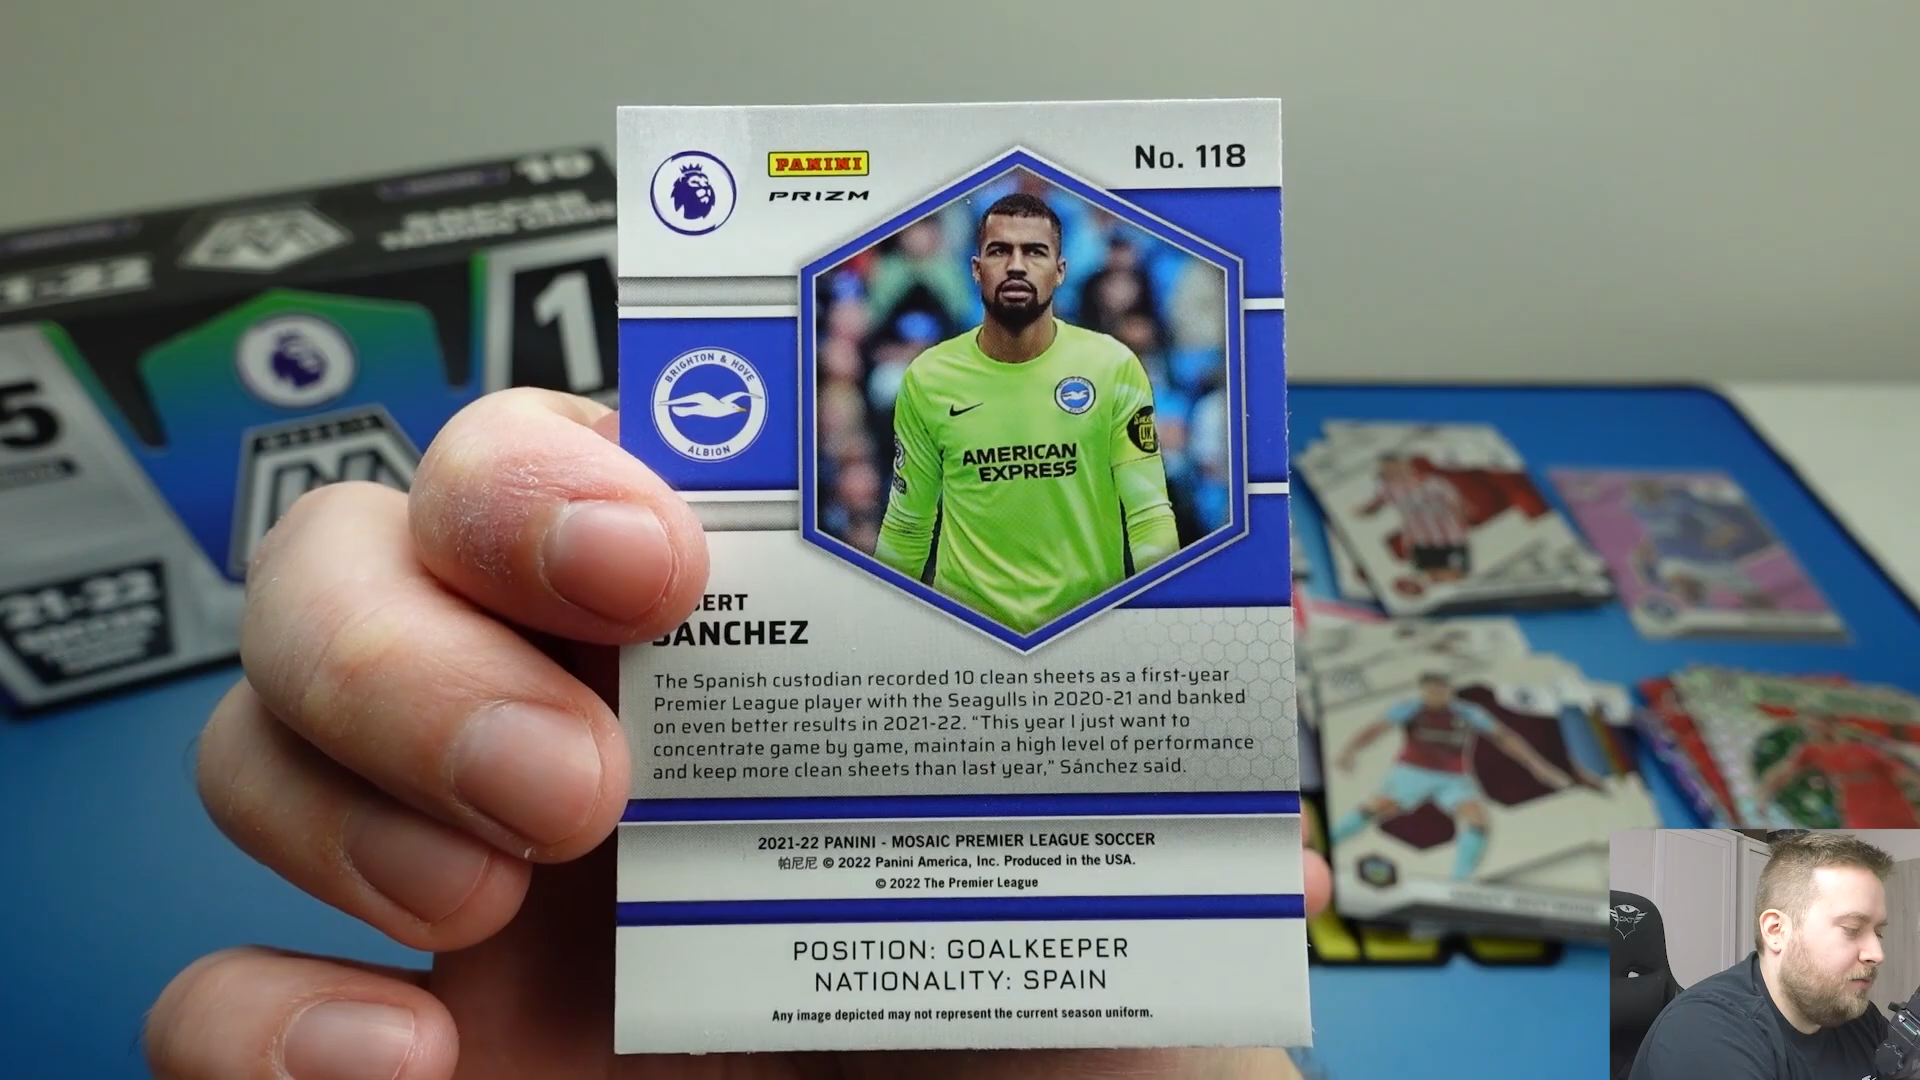 PANINI
PRIZM
No. 118
BRIGHTON & HOVE
ALBION
AMERICAN
EXPRESS
SANCHEZ
The Spanish custodian recorded 10 clean sheets as a first-year
Premier League player with the Seagulls in 2020-21 and banked
on even better results in 2021-22. “This year I just want to
concentrate game by game, maintain a high level of performance
and keep more clean sheets than last year,” Sánchez said.
2021-22 PANINI - MOSAIC PREMIER LEAGUE SOCCER
帕尼尼 © 2022 Panini America, Inc. Produced in the USA.
© 2022 The Premier League
POSITION: GOALKEEPER
NATIONALITY: SPAIN
Any image depicted may not represent the current season uniform.
10
SOCCER
1
5
21-22
SOCCER